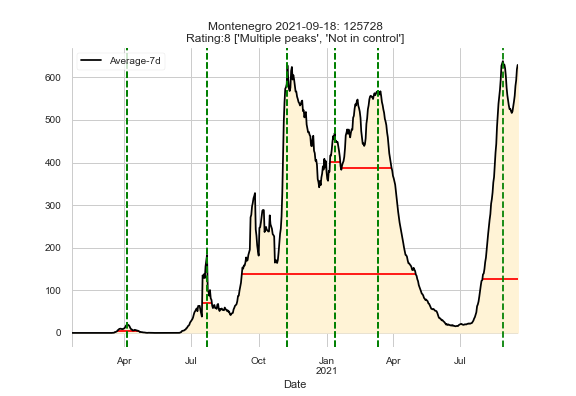 Montenegro 2021-09-18: 125728
Rating:8 ['Multiple peaks', 'Not in control']
Average-7d
600
500
400
300
200
100
0
Apr
Jul
Oct
Jan
2021
Apr
Jul
Date